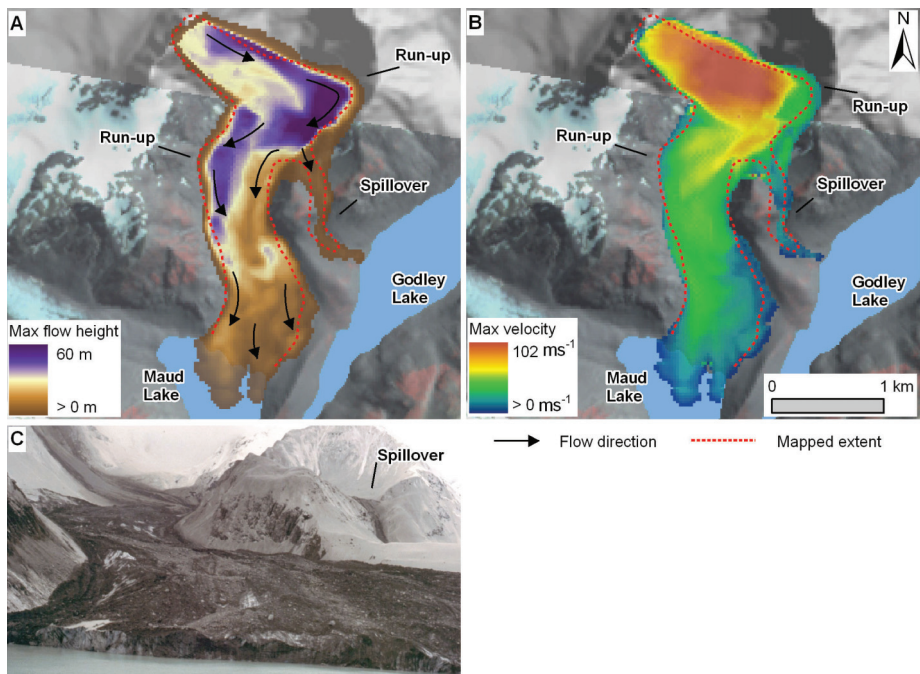 A
Run-up
Run-up
Spillover
Godley
Lake
Maud
Lake
Max flow height
60 m
> 0 m
B
N
Run-up
Run-up
Spillover
Godley
Lake
Maud
Lake
Max velocity
102 ms⁻¹
> 0 ms⁻¹
0 1 km
Flow direction Mapped extent
C
Spillover